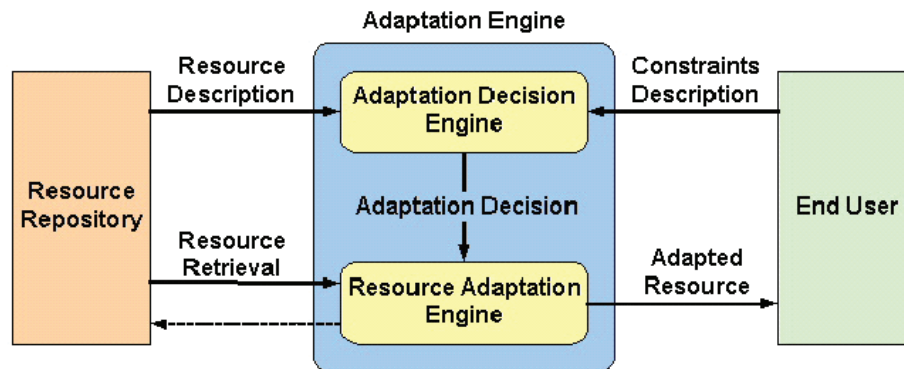 Adaptation Engine
Resource
Description
Constraints
Description
Adaptation Decision
Engine
Resource
Repository
Adaptation Decision
End User
Resource
Retrieval
Adapted
Resource
Resource Adaptation
Engine